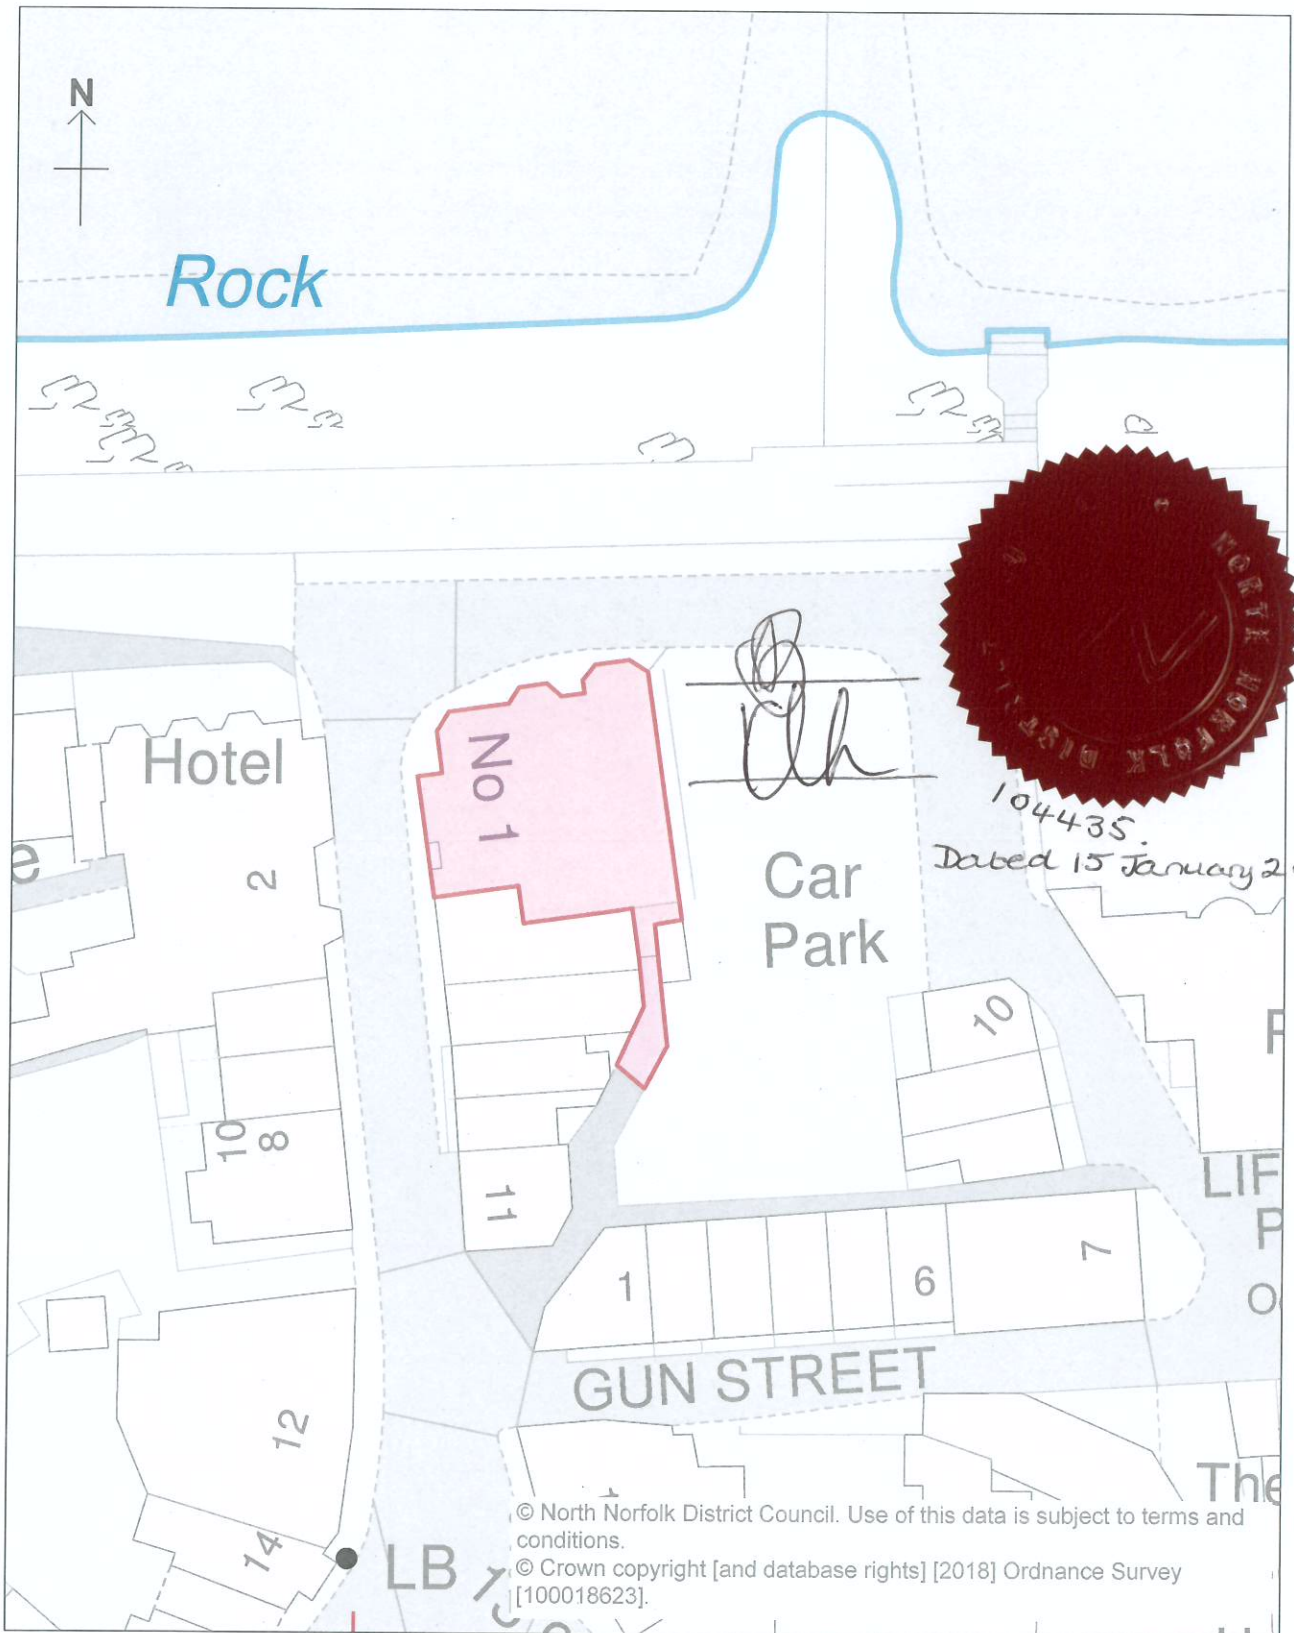 N
Rock
NORTH NORFOLK DIST
Hotel
No 1
2
e
104435.
Dated 15 January 2
Car
Park
10
10
8
11
LIF
P
1
6
7
GUN STREET
12
The
© North Norfolk District Council. Use of this data is subject to terms and
conditions.
© Crown copyright [and database rights] [2018] Ordnance Survey
[100018623].
14
LB